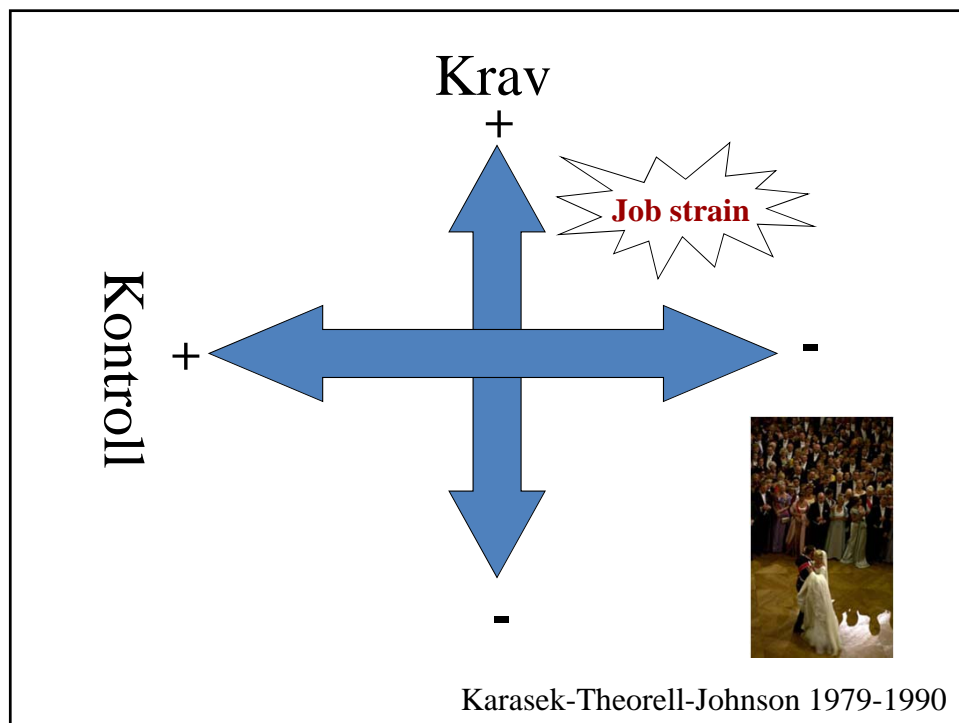 Krav
+
Job strain
Kontroll
+
-
-
Karasek-Theorell-Johnson 1979-1990